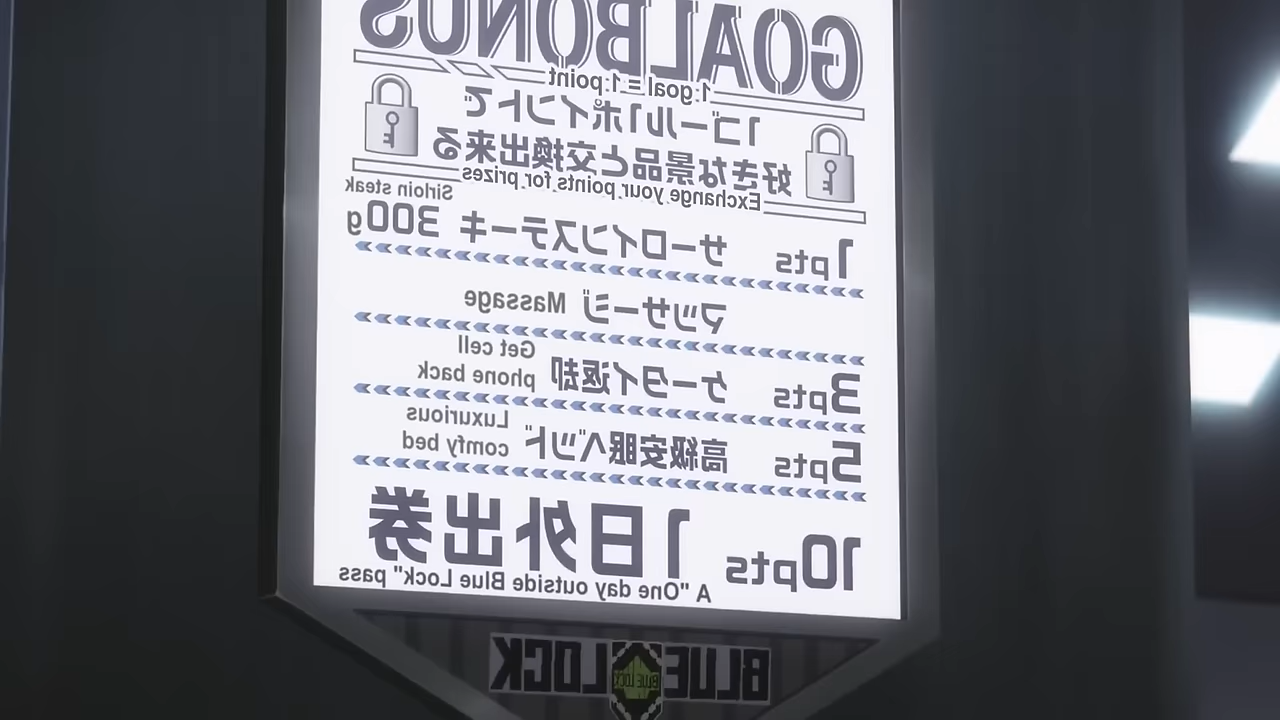 GOAL BONUS
1 goal = 1 point
1ゴール1ポイントで
好きな景品と交換出来る
Exchange your points for prizes
Sirloin steak
1pts サーロインステーキ 300g
マッサージ Massage
Get cell
3pts ケータイ返却 phone back
Luxurious
5pts 高級安眠ベッド comfy bed
10pts 1日外出券
A "One day outside Blue Lock" pass
BLUE LOCK
BLUE LOCK